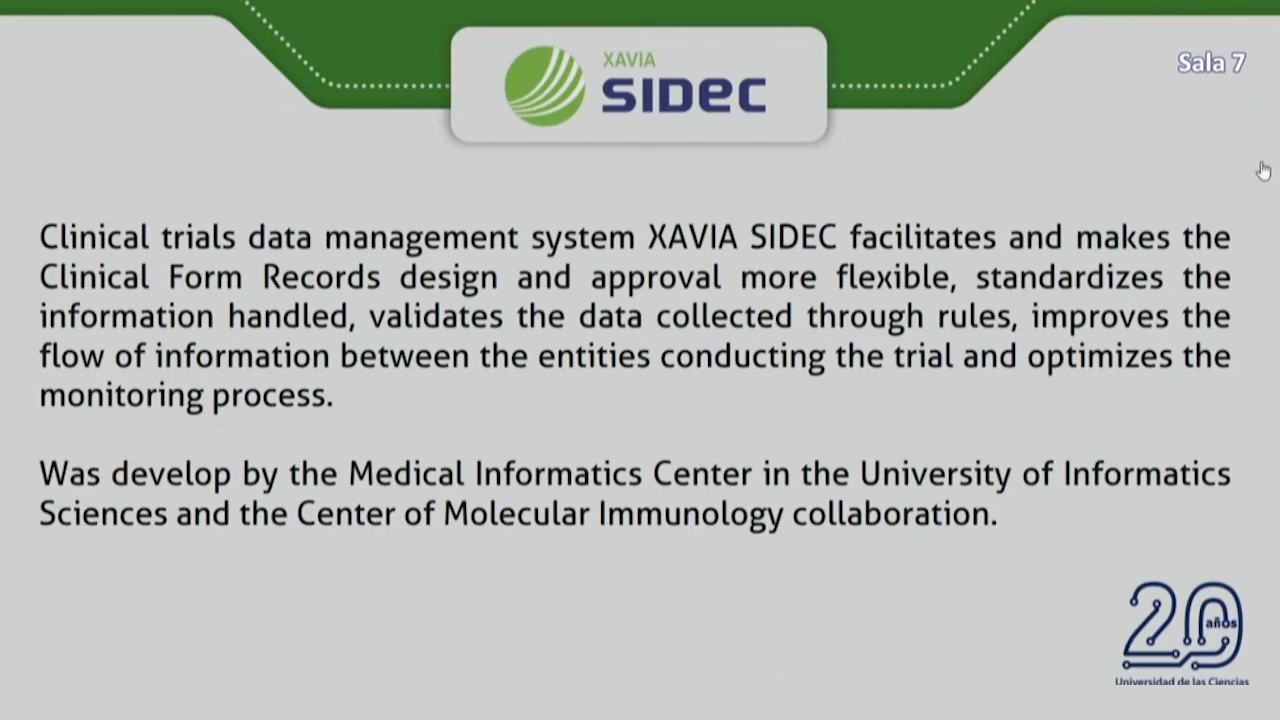 XAVIA
SIDEC
Sala 7
Clinical trials data management system XAVIA SIDEC facilitates and makes the
Clinical Form Records design and approval more flexible, standardizes the
information handled, validates the data collected through rules, improves the
flow of information between the entities conducting the trial and optimizes the
monitoring process.
Was develop by the Medical Informatics Center in the University of Informatics
Sciences and the Center of Molecular Immunology collaboration.
20
años
Universidad de las Ciencias